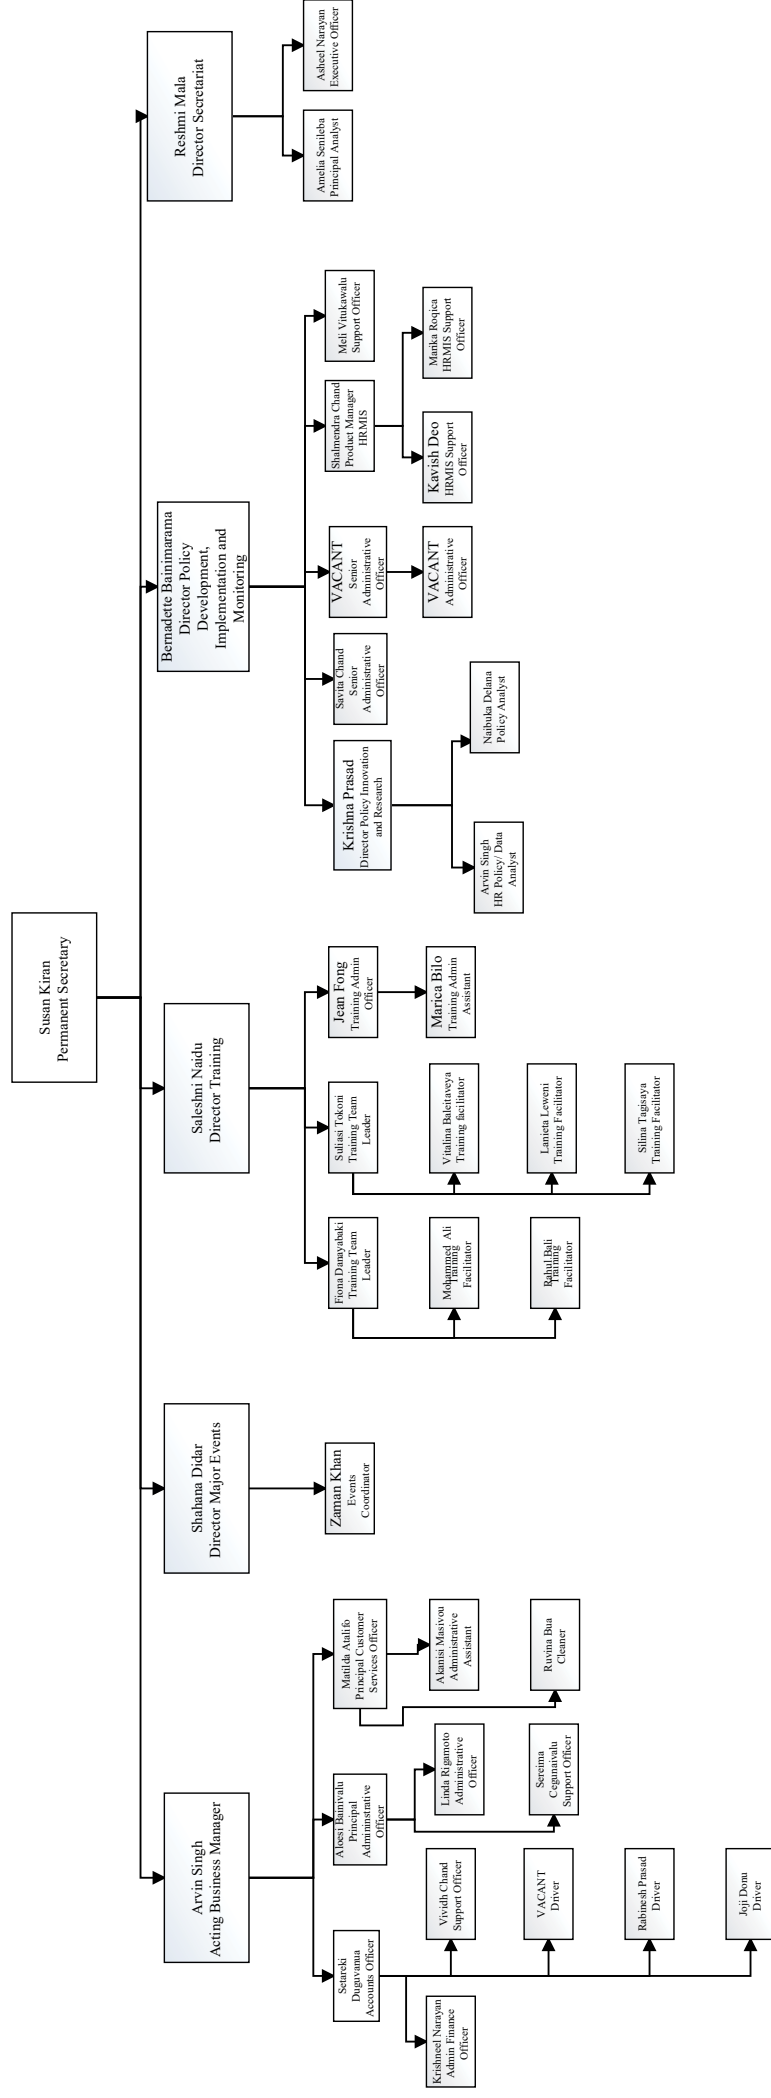 Susan Kiran
Permanent Secretary
Arvin Singh
Acting Business Manager
Shahana Didar
Director Major Events
Saleshni Naidu
Director Training
Bernadette Bainimarama
Director Policy
Development,
Implementation and
Monitoring
Reshmi Mala
Director Secretariat
Setareki
Duguvanua
Accounts Officer
Aloesi Bainivalu
Principal
Admininstrative
Officer
Matilda Atalifo
Principal Customer
Services Officer
Krishneel Narayan
Admin Finance
Officer
Vividh Chand
Support Officer
VACANT
Driver
Rabinesh Prasad
Driver
Joji Donu
Driver
Linda Rigamoto
Administrative
Officer
Sereima
Cegunaivalu
Support Officer
Akanisi Masivou
Administrative
Assistant
Ruvina Bua
Cleaner
Zaman Khan
Events
Coordinator
Fiona Danayabaki
Training Team
Leader
Suliasi Tokoni
Training Team
Leader
Jean Fong
Training Admin
Officer
Mohammed Ali
Training
Facilitator
Rahul Bali
Training
Facilitator
Vitalina Baleitaveya
Training facilitator
Lanieta Leweni
Training Facilitator
Silina Tagisaya
Training Facilitator
Marica Bilo
Training Admin
Assistant
Krishna Prasad
Director Policy Innovation
and Research
Savita Chand
Senior
Administrative
Officer
VACANT
Senior
Administrative
Officer
Shalmendra Chand
Product Manager
HRMIS
Meli Vitukawalu
Support Officer
Arvin Singh
HR Policy/ Data
Analyst
Naibuka Delana
Policy Analyst
VACANT
Administrative
Officer
Kavish Deo
HRMIS Support
Officer
Marika Roqica
HRMIS Support
Officer
Amelia Senileba
Principal Analyst
Asheel Narayan
Executive Officer